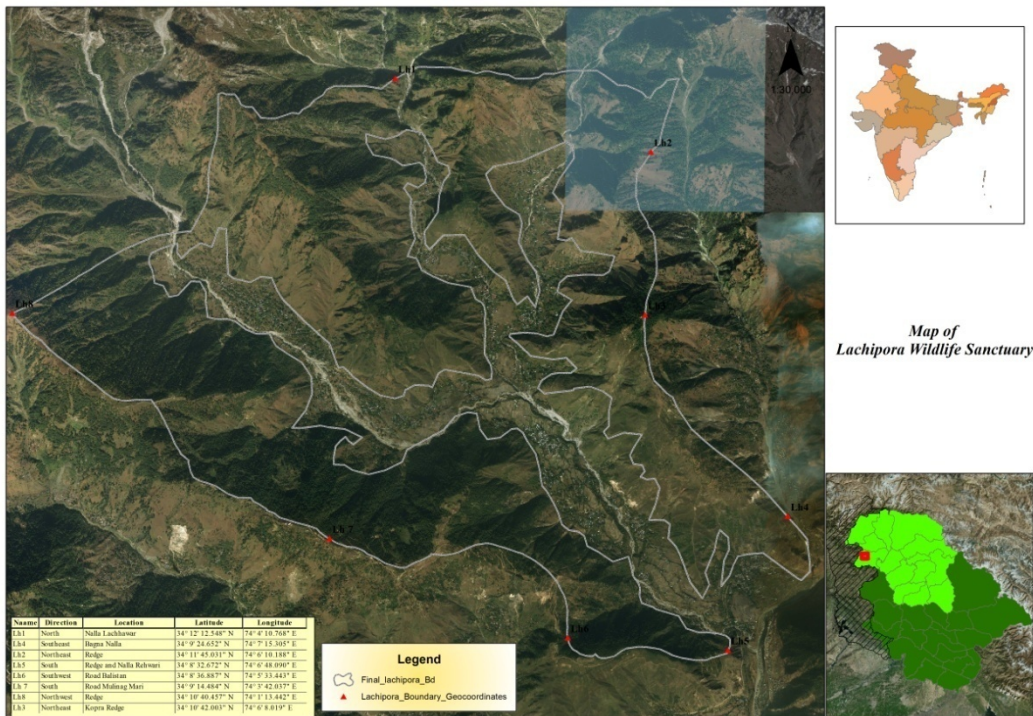 N
1:30,000
Lh1
Lh2
Lh3
Lh8
Lh4
Lh 7
Lh6
Lh5
Map of
Lachipora Wildlife Sanctuary
Naame Direction Location Latitude Longitude
Lh1 North Nalla Lachhawar 34° 12' 12.548" N 74° 4' 10.768" E
Lh4 Southeast Bagna Nalla 34° 9' 24.652" N 74° 7' 15.305" E
Lh2 Northeast Redge 34° 11' 45.031" N 74° 6' 10.188" E
Lh5 South Redge and Nalla Rehwari 34° 8' 32.672" N 74° 6' 48.090" E
Lh6 Southwest Road Balistan 34° 8' 36.887" N 74° 5' 33.443" E
Lh 7 South Road Malinag Mari 34° 9' 14.484" N 74° 3' 42.037" E
Lh8 Northwest Redge 34° 10' 40.457" N 74° 1' 13.442" E
Lh3 Northeast Kopra Redge 34° 10' 42.003" N 74° 6' 8.019" E
Legend
Final_lachipora_Bd
Lachipora_Boundary_Geocoordinates